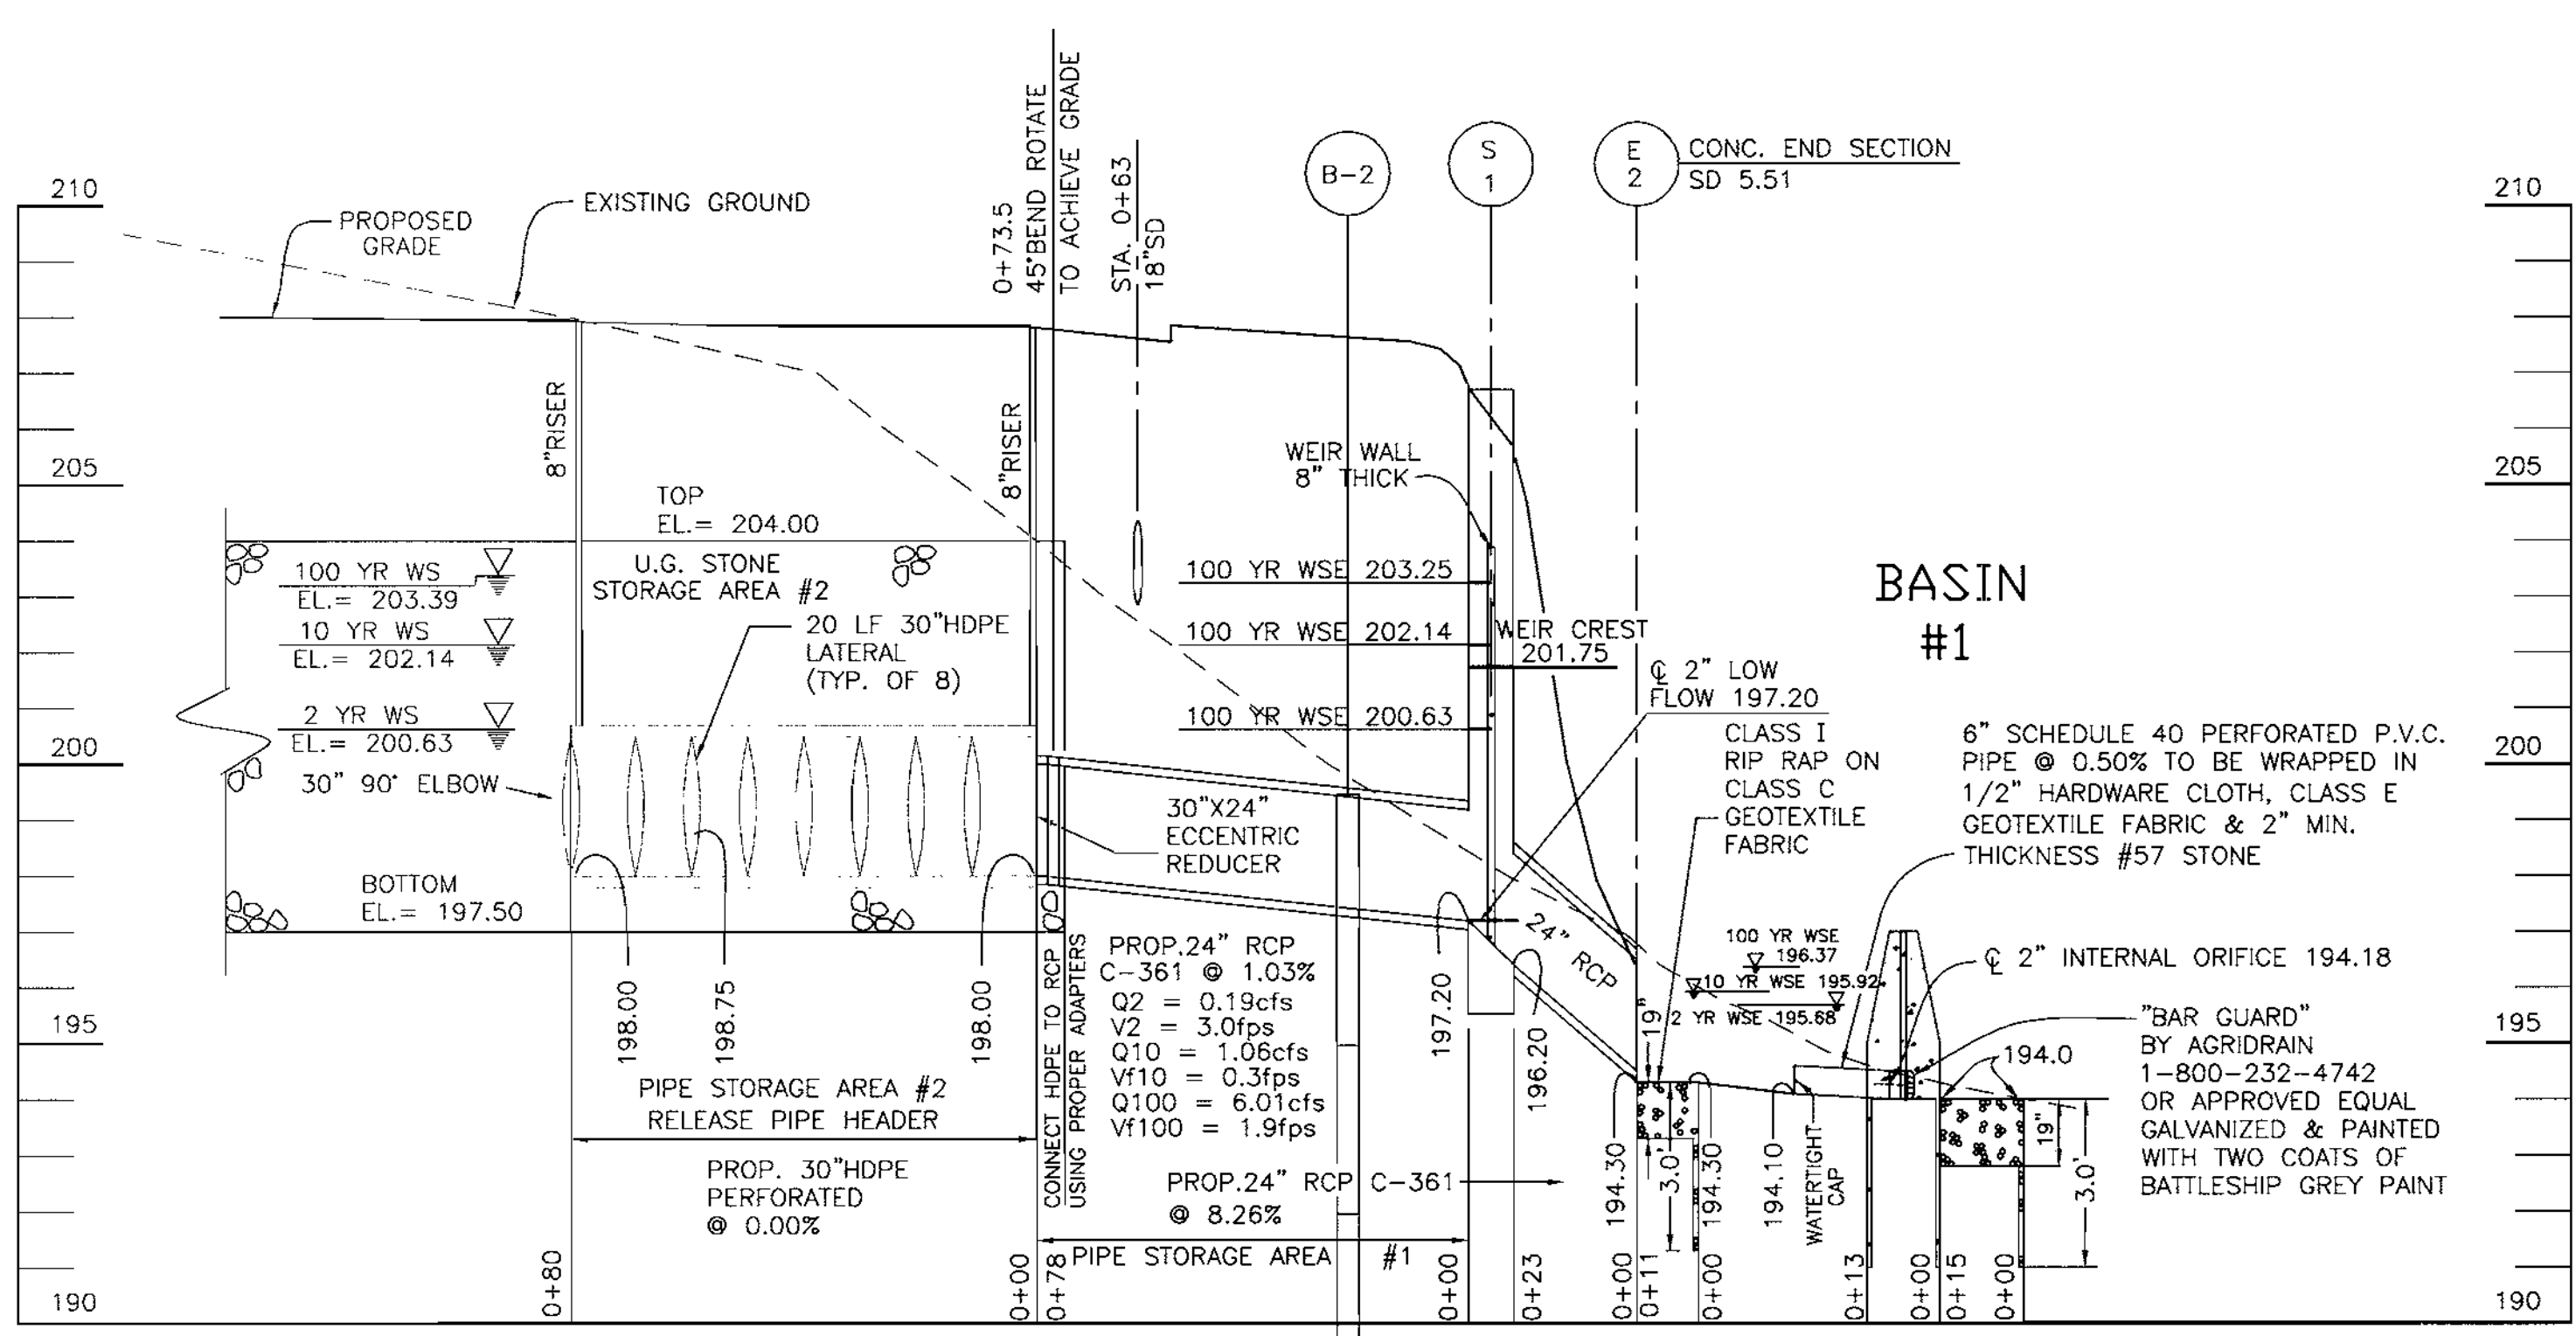 210
PROPOSED
GRADE
EXISTING GROUND
0+73.5
45°BEND ROTATE
TO ACHIEVE GRADE
STA. 0+63
18"SD
B-2
S
1
E
2
CONC. END SECTION
SD 5.51
210
205
8"RISER
8"RISER
TOP
EL.= 204.00
WEIR WALL
8" THICK
205
100 YR WS
EL.= 203.39
10 YR WS
EL.= 202.14
2 YR WS
EL.= 200.63
U.G. STONE
STORAGE AREA #2
20 LF 30"HDPE
LATERAL
(TYP. OF 8)
100 YR WSE 203.25
100 YR WSE 202.14
100 YR WSE 200.63
WEIR CREST
201.75
BASIN
#1
℄ 2" LOW
FLOW 197.20
200
30" 90° ELBOW
30"X24"
ECCENTRIC
REDUCER
CLASS I
RIP RAP ON
CLASS C
GEOTEXTILE
FABRIC
6" SCHEDULE 40 PERFORATED P.V.C.
PIPE @ 0.50% TO BE WRAPPED IN
1/2" HARDWARE CLOTH, CLASS E
GEOTEXTILE FABRIC & 2" MIN.
THICKNESS #57 STONE
200
BOTTOM
EL.= 197.50
24" RCP
100 YR WSE
196.37
10 YR WSE 195.92
2 YR WSE 195.68
℄ 2" INTERNAL ORIFICE 194.18
195
198.00
198.75
198.00
CONNECT HDPE TO RCP
USING PROPER ADAPTERS
PROP.24" RCP
C-361 @ 1.03%
Q2 = 0.19cfs
V2 = 3.0fps
Q10 = 1.06cfs
Vf10 = 0.3fps
Q100 = 6.01cfs
Vf100 = 1.9fps
197.20
196.20
19"
194.0
"BAR GUARD"
BY AGRIDRAIN
1-800-232-4742
OR APPROVED EQUAL
GALVANIZED & PAINTED
WITH TWO COATS OF
BATTLESHIP GREY PAINT
195
PIPE STORAGE AREA #2
RELEASE PIPE HEADER
PROP. 30"HDPE
PERFORATED
@ 0.00%
PROP.24" RCP C-361
@ 8.26%
PIPE STORAGE AREA #1
194.30
3.0'
194.30
194.10
WATERTIGHT
CAP
19"
3.0'
190
0+80
0+00
0+78
0+00
0+23
0+00
0+11
0+00
0+13
0+00
0+15
0+00
190